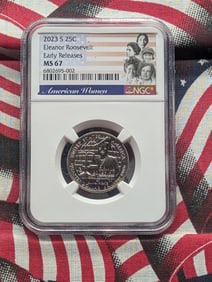 2023 S 25C
Eleanor Roosevelt
Early Releases
MS 67
6802695-002
American Women
NGC